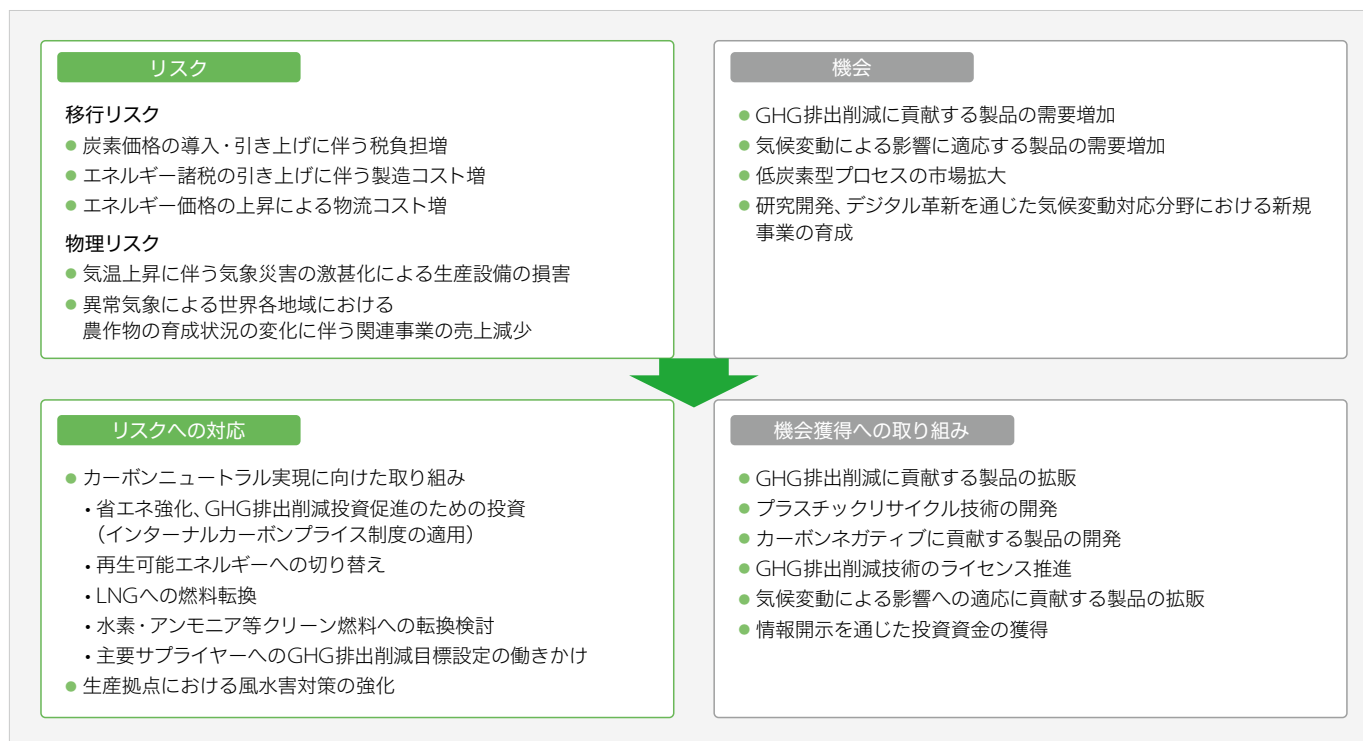 リスク
移行リスク
● 炭素価格の導入・引き上げに伴う税負担増
● エネルギー諸税の引き上げに伴う製造コスト増
● エネルギー価格の上昇による物流コスト増
物理リスク
● 気温上昇に伴う気象災害の激甚化による生産設備の損害
● 異常気象による世界各地域における
農作物の育成状況の変化に伴う関連事業の売上減少
機会
● GHG排出削減に貢献する製品の需要増加
● 気候変動による影響に適応する製品の需要増加
● 低炭素型プロセスの市場拡大
● 研究開発、デジタル革新を通じた気候変動対応分野における新規
事業の育成
リスクへの対応
● カーボンニュートラル実現に向けた取り組み
・省エネ強化、GHG排出削減投資促進のための投資
（インターナルカーボンプライス制度の適用）
・再生可能エネルギーへの切り替え
・LNGへの燃料転換
・水素・アンモニア等クリーン燃料への転換検討
・主要サプライヤーへのGHG排出削減目標設定の働きかけ
● 生産拠点における風水害対策の強化
機会獲得への取り組み
● GHG排出削減に貢献する製品の拡販
● プラスチックリサイクル技術の開発
● カーボンネガティブに貢献する製品の開発
● GHG排出削減技術のライセンス推進
● 気候変動による影響への適応に貢献する製品の拡販
● 情報開示を通じた投資資金の獲得